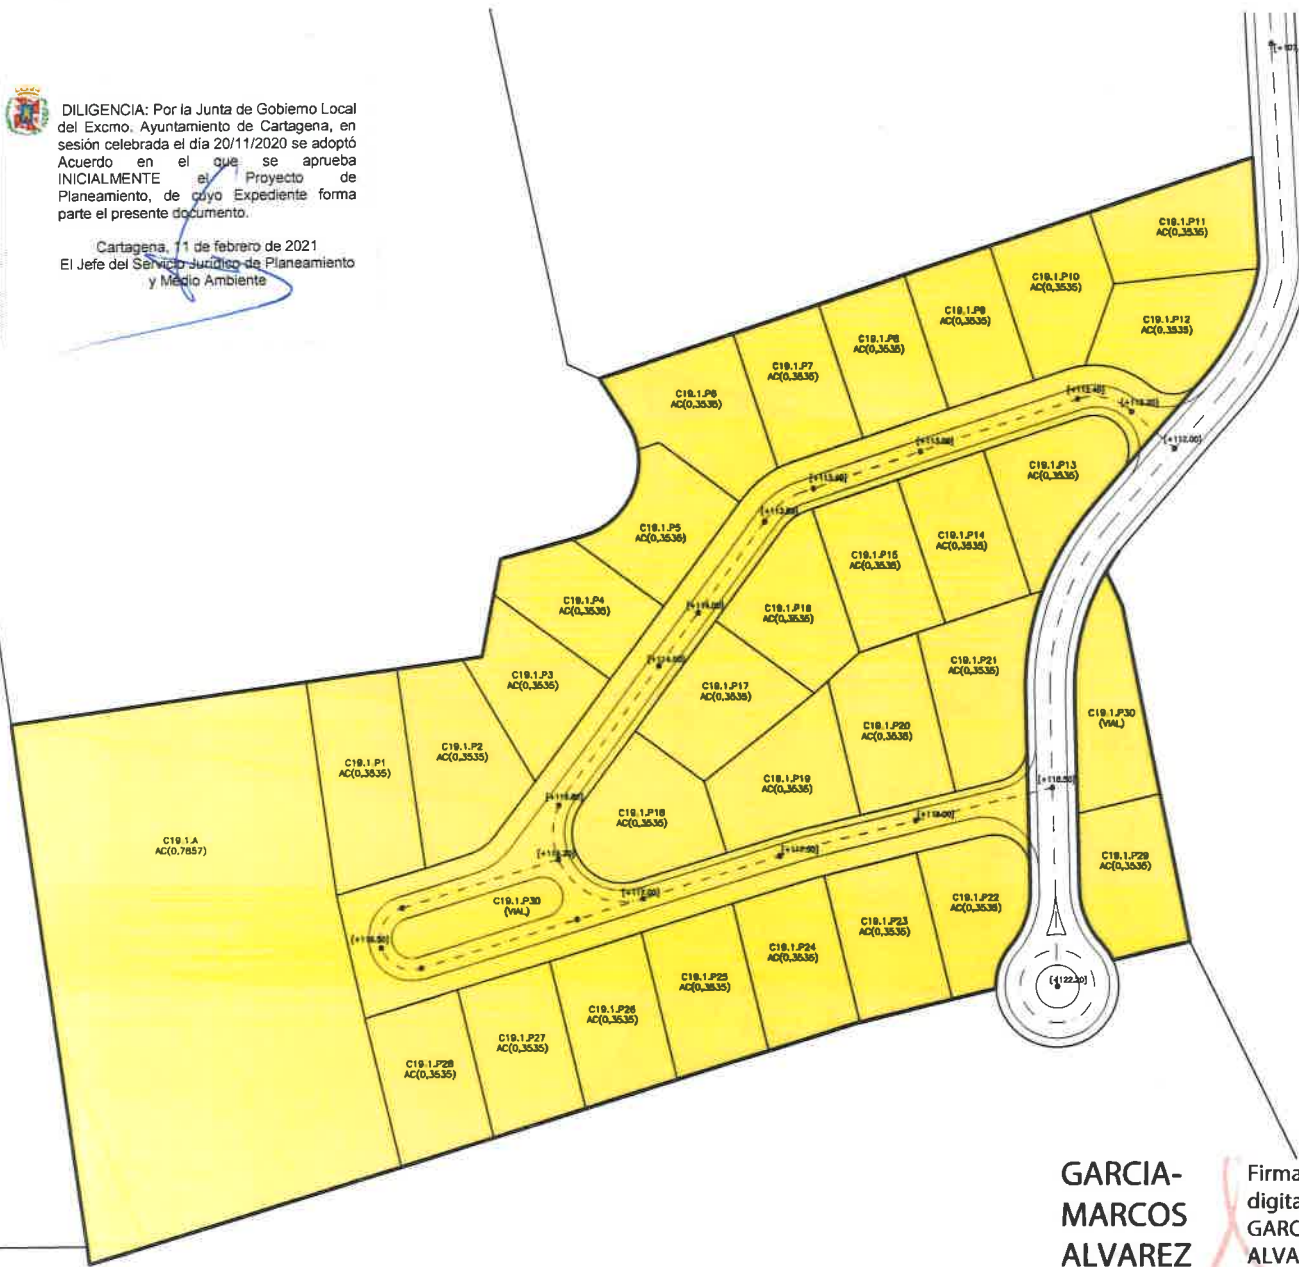 DILIGENCIA: Por la Junta de Gobierno Local
del Excmo. Ayuntamiento de Cartagena, en
sesión celebrada el día 20/11/2020 se adoptó
Acuerdo en el que se aprueba
INICIALMENTE el Proyecto de
Planeamiento, de cuyo Expediente forma
parte el presente documento.
Cartagena, 11 de febrero de 2021
El Jefe del Servicio Jurídico de Planeamiento
y Medio Ambiente
C19.1.P11
AC(0,3535)
C19.1.P10
AC(0,3535)
C19.1.P9
AC(0,3535)
C19.1.P12
AC(0,3535)
C19.1.P8
AC(0,3535)
C19.1.P7
AC(0,3535)
C19.1.P6
AC(0,3535)
[+112.00]
C19.1.P13
AC(0,3535)
C19.1.P5
AC(0,3535)
C19.1.P14
AC(0,3535)
C19.1.P15
AC(0,3535)
C19.1.P4
AC(0,3535)
C19.1.P16
AC(0,3535)
C19.1.P3
AC(0,3535)
C19.1.P17
AC(0,3535)
C19.1.P21
AC(0,3535)
C19.1.P30
(VIAL)
C19.1.P20
AC(0,3535)
C19.1.P2
AC(0,3535)
C19.1.P1
AC(0,3535)
C19.1.P19
AC(0,3535)
C19.1.P18
AC(0,3535)
C19.1.A
AC(0,7857)
C19.1.P29
AC(0,3535)
C19.1.P30
(VIAL)
C19.1.P22
AC(0,3535)
C19.1.P23
AC(0,3535)
C19.1.P24
AC(0,3535)
C19.1.P25
AC(0,3535)
[+122.20]
C19.1.P26
AC(0,3535)
C19.1.P27
AC(0,3535)
C19.1.P28
AC(0,3535)
GARCIA-
MARCOS
ALVAREZ
Firma
digita
GARC
ALVA